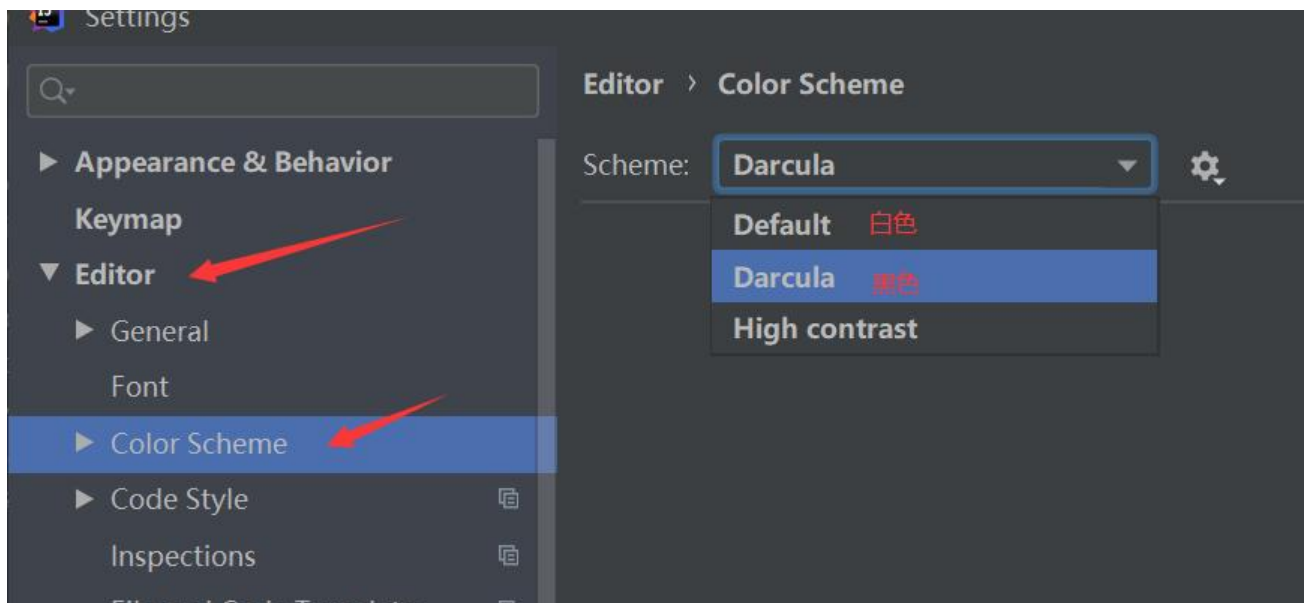 Settings
Appearance & Behavior
Keymap
Editor
General
Font
Color Scheme
Code Style
Inspections
Editor › Color Scheme
Scheme: Darcula
Default 白色
Darcula 黑色
High contrast